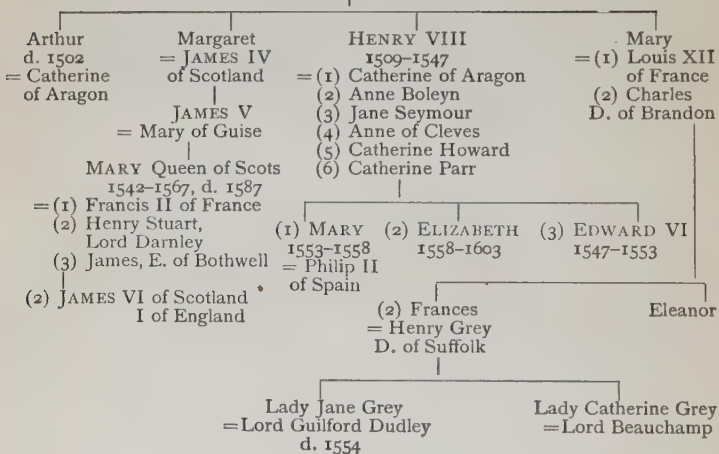 Arthur
d. 1502
= Catherine
of Aragon
Margaret
= JAMES IV
of Scotland
JAMES V
= Mary of Guise
MARY Queen of Scots
1542–1567, d. 1587
= (1) Francis II of France
(2) Henry Stuart,
Lord Darnley
(3) James, E. of Bothwell
(2) JAMES VI of Scotland
I of England
HENRY VIII
1509–1547
= (1) Catherine of Aragon
(2) Anne Boleyn
(3) Jane Seymour
(4) Anne of Cleves
(5) Catherine Howard
(6) Catherine Parr
(1) MARY
1553–1558
= Philip II
of Spain
(2) ELIZABETH
1558–1603
(3) EDWARD VI
1547–1553
Mary
= (1) Louis XII
of France
(2) Charles
D. of Brandon
(2) Frances
= Henry Grey
D. of Suffolk
Eleanor
Lady Jane Grey
= Lord Guilford Dudley
d. 1554
Lady Catherine Grey
= Lord Beauchamp